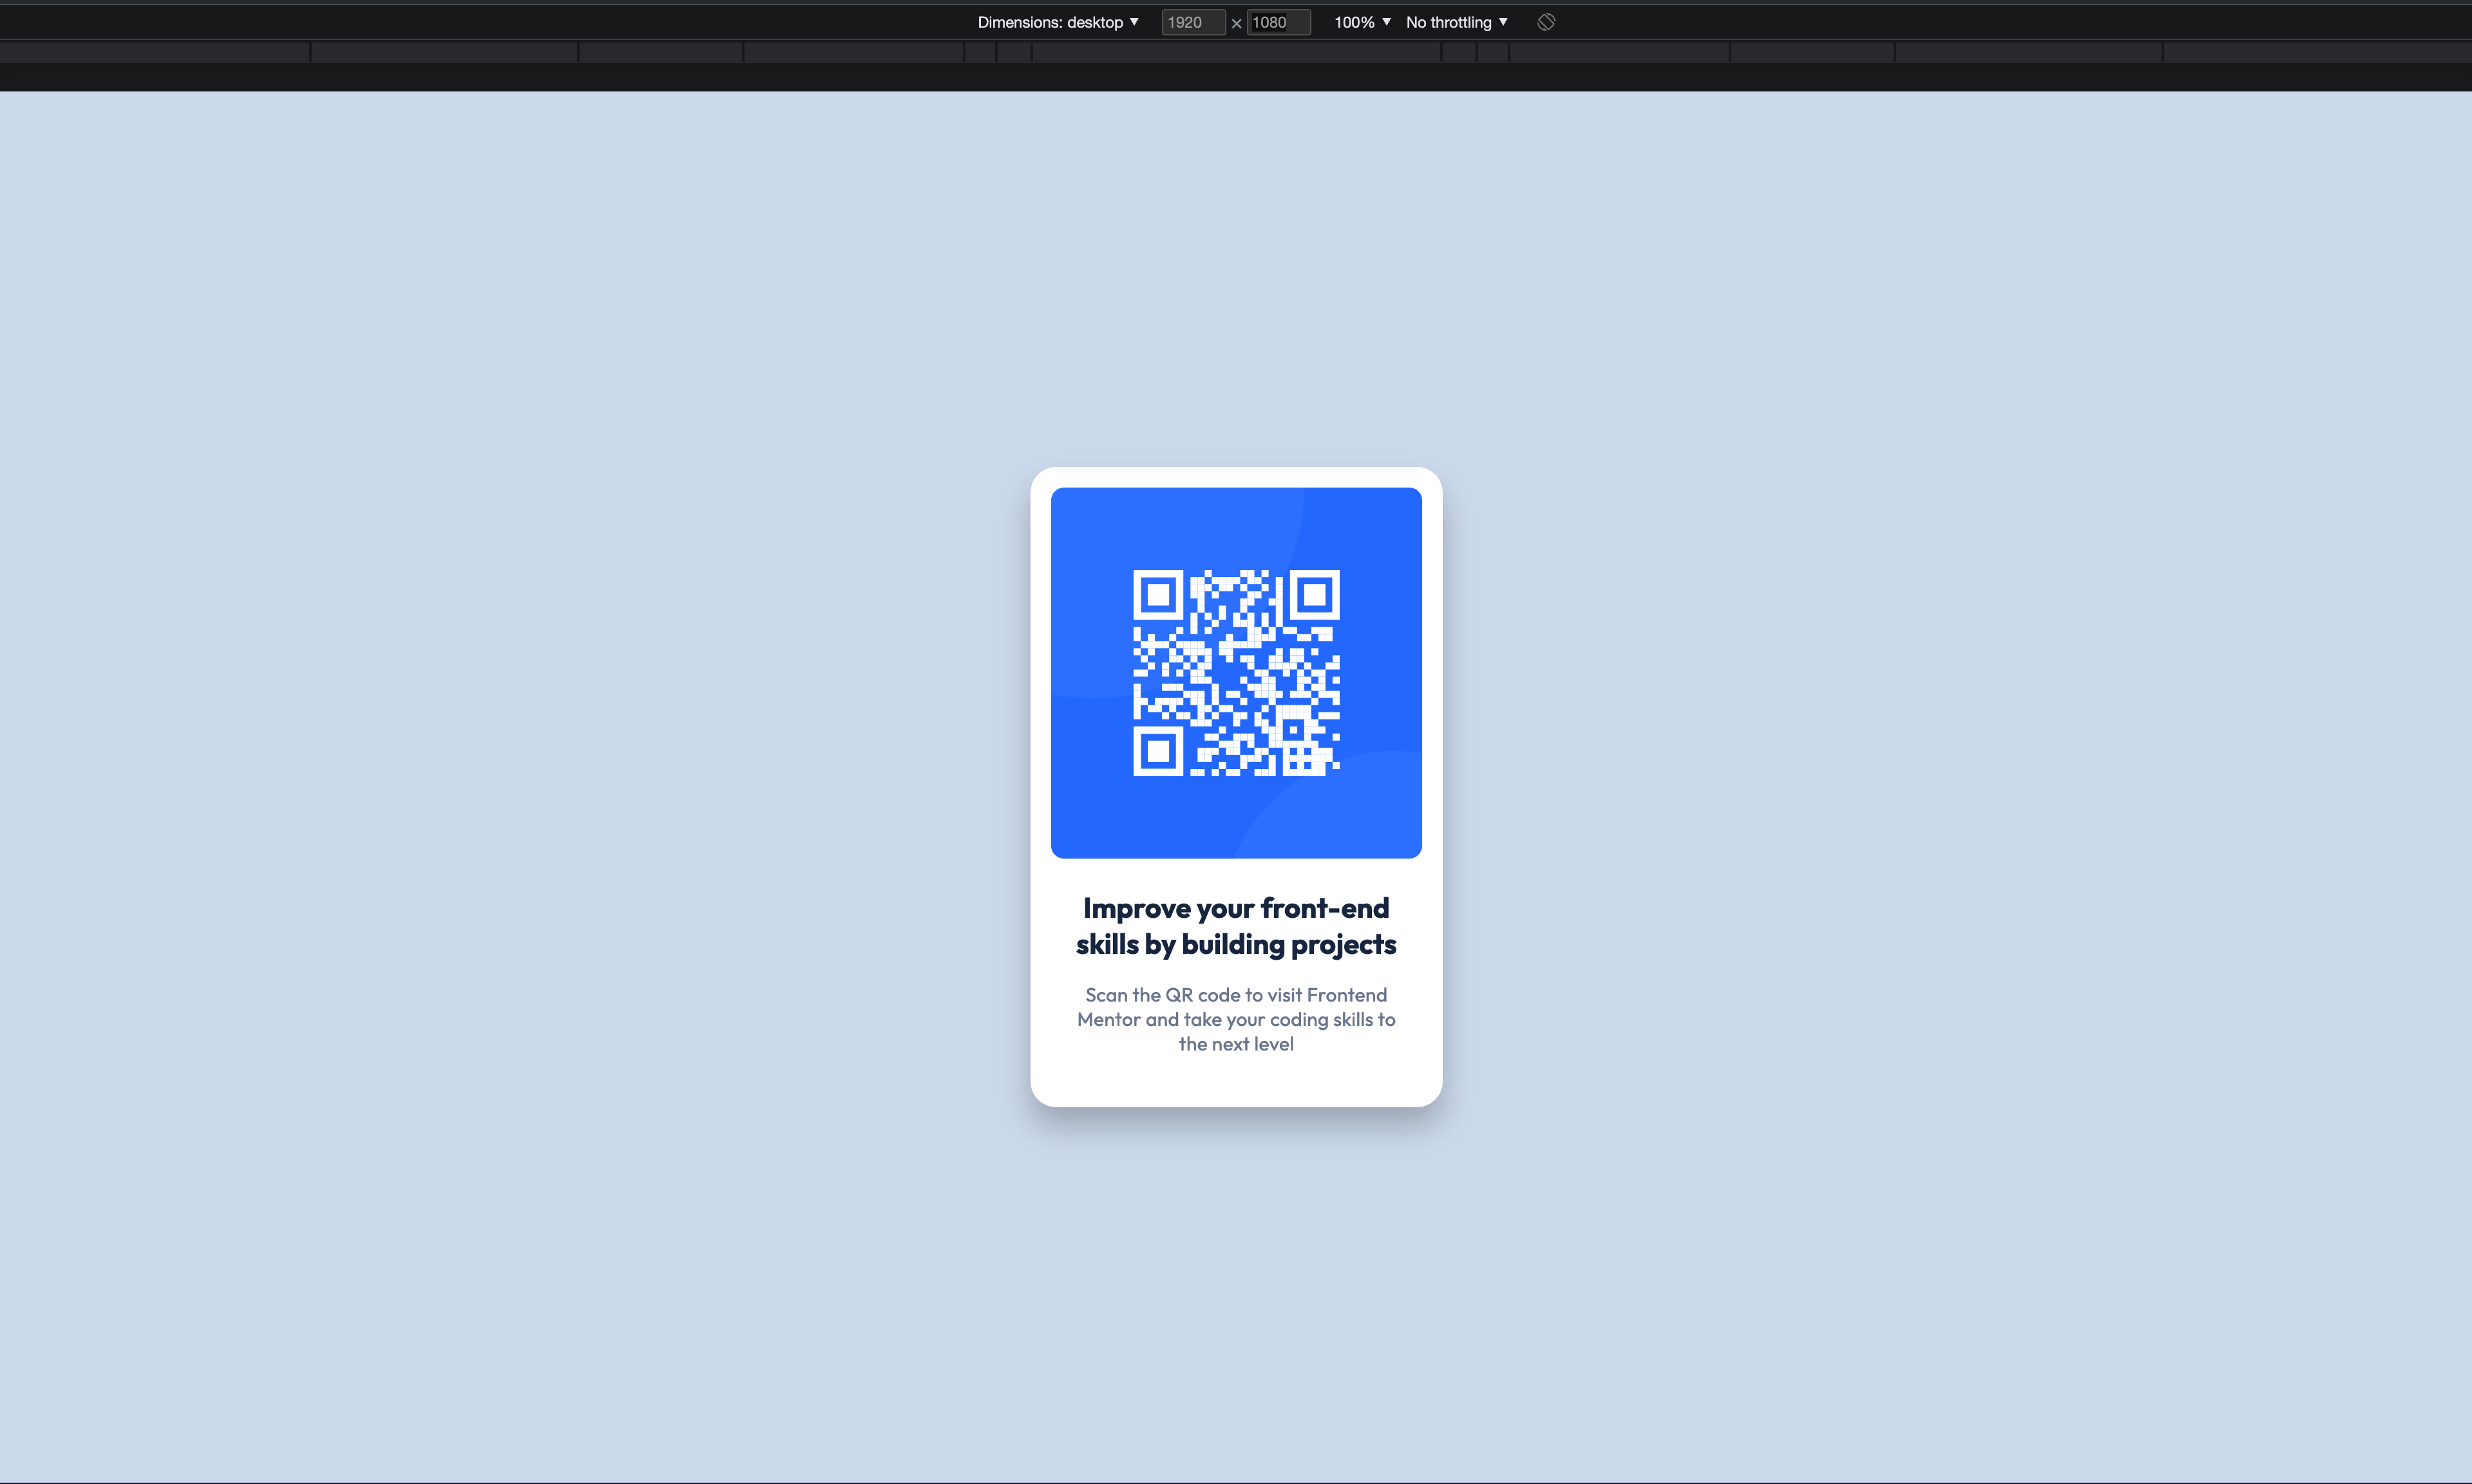 Dimensions: desktop ▼ 1920 × 1080 100% ▼ No throttling ▼
Improve your front-end
skills by building projects
Scan the QR code to visit Frontend
Mentor and take your coding skills to
the next level